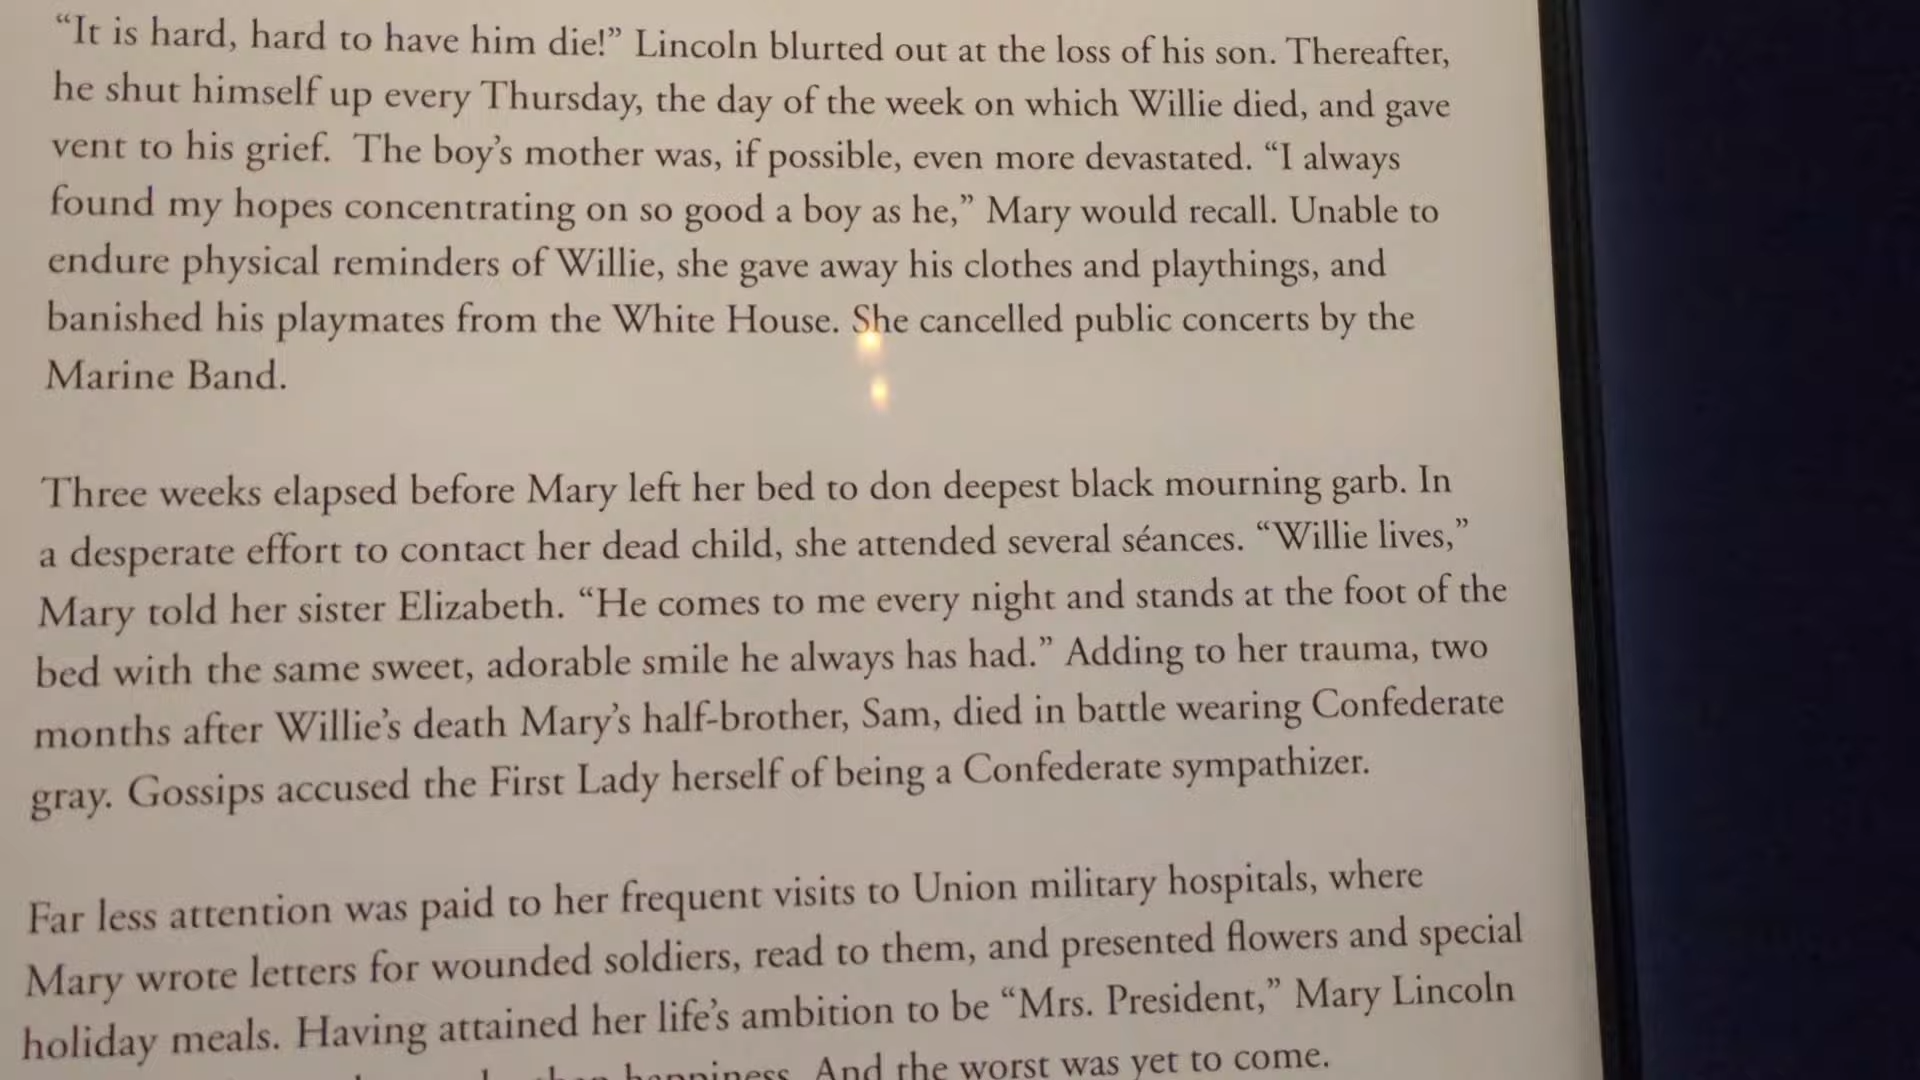 “It is hard, hard to have him die!” Lincoln blurted out at the loss of his son. Thereafter,
he shut himself up every Thursday, the day of the week on which Willie died, and gave
vent to his grief. The boy’s mother was, if possible, even more devastated. “I always
found my hopes concentrating on so good a boy as he,” Mary would recall. Unable to
endure physical reminders of Willie, she gave away his clothes and playthings, and
banished his playmates from the White House. She cancelled public concerts by the
Marine Band.
Three weeks elapsed before Mary left her bed to don deepest black mourning garb. In
a desperate effort to contact her dead child, she attended several séances. “Willie lives,”
Mary told her sister Elizabeth. “He comes to me every night and stands at the foot of the
bed with the same sweet, adorable smile he always has had.” Adding to her trauma, two
months after Willie’s death Mary’s half-brother, Sam, died in battle wearing Confederate
gray. Gossips accused the First Lady herself of being a Confederate sympathizer.
Far less attention was paid to her frequent visits to Union military hospitals, where
Mary wrote letters for wounded soldiers, read to them, and presented flowers and special
holiday meals. Having attained her life’s ambition to be “Mrs. President,” Mary Lincoln
happiness. And the worst was yet to come.